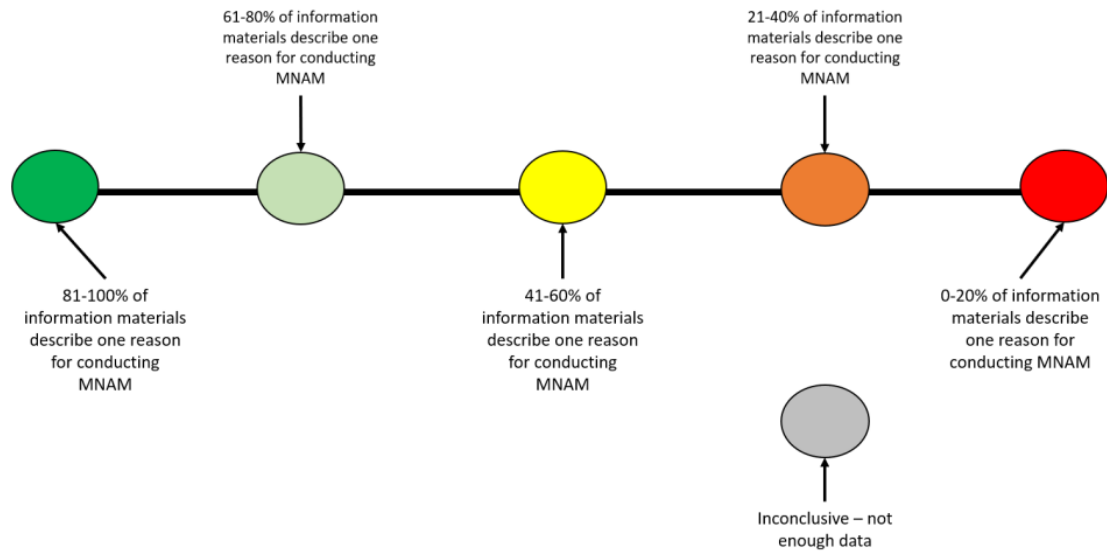 61-80% of information
materials describe one
reason for conducting
MNAM
21-40% of information
materials describe one
reason for conducting
MNAM
81-100% of
information materials
describe one reason
for conducting
MNAM
41-60% of
information materials
describe one reason
for conducting
MNAM
0-20% of information
materials describe
one reason for
conducting MNAM
Inconclusive – not
enough data